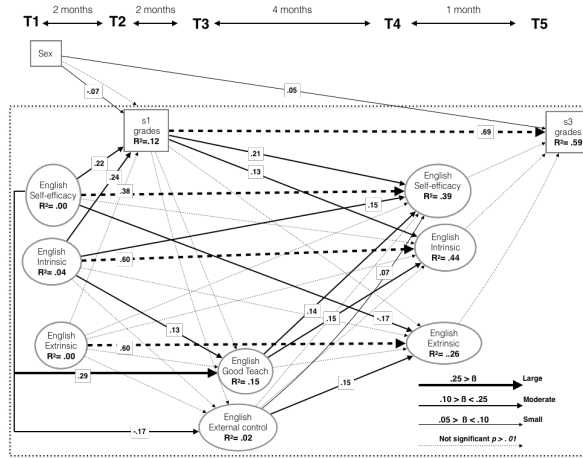 2 months
2 months
4 months
1 month
T1
T2
T3
T4
T5
Sex
-.07
.05
s1
grades
R²=.12
.69
s3
grades
R²= .59
.22
.24
.38
.21
.13
English
Self-efficacy
R²= .00
English
Self-efficacy
R²= .39
.15
English
Intrinsic
R²= .04
.60
English
Intrinsic
R²= .44
.07
.14
.15
-.17
.13
English
Extrinsic
R²= .00
.60
English
Extrinsic
R²= ..26
.29
English
Good Teach
R²= .15
.15
-.17
English
External control
R²= .02
.25 > ß
Large
.10 > ß < .25
Moderate
.05 > ß < .10
Small
Not significant p > . 01